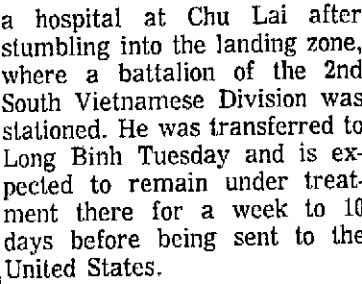 a hospital at Chu Lai after
stumbling into the landing zone,
where a battalion of the 2nd
South Vietnamese Division was
stationed. He was transferred to
Long Binh Tuesday and is ex-
pected to remain under treat-
ment there for a week to 10
days before being sent to the
United States.